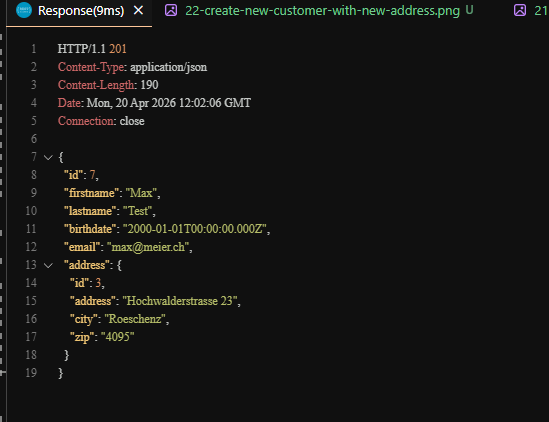 Response(9ms) × 22-create-new-customer-with-new-address.png U 21
1 HTTP/1.1 201
2 Content-Type: application/json
3 Content-Length: 190
4 Date: Mon, 20 Apr 2026 12:02:06 GMT
5 Connection: close
6
7 {
8 "id": 7,
9 "firstname": "Max",
10 "lastname": "Test",
11 "birthdate": "2000-01-01T00:00:00.000Z",
12 "email": "max@meier.ch",
13 "address": {
14 "id": 3,
15 "address": "Hochwalderstrasse 23",
16 "city": "Roeschenz",
17 "zip": "4095"
18 }
19 }